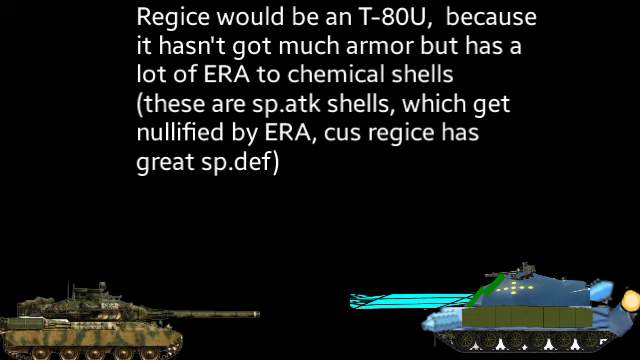 Regice would be an T-80U, because
it hasn't got much armor but has a
lot of ERA to chemical shells
(these are sp.atk shells, which get
nullified by ERA, cus regice has
great sp.def)